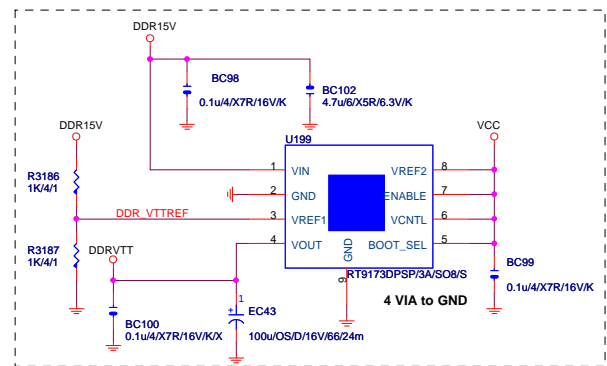 DDR15V
BC98
0.1u/4/X7R/16V/K
BC102
4.7u/6/X5R/6.3V/K
DDR15V
U199
VCC
R3186
1K/4/1
1
VIN
VREF2
8
2
GND
ENABLE
7
DDR_VTTREF
3
VREF1
VCNTL
6
R3187
1K/4/1
DDRVTT
4
VOUT
BOOT_SEL
5
GND
9
RT9173DPSP/3A/SO8/S
BC99
0.1u/4/X7R/16V/K
4 VIA to GND
1
EC43
100u/OS/D/16V/66/24m
BC100
0.1u/4/X7R/16V/K/X